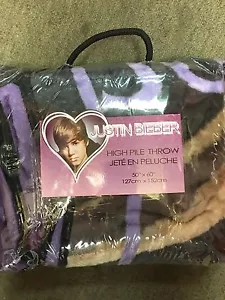 JUSTIN BIEBER
HIGH PILE THROW
JETÉ EN PELUCHE
50" x 60"
127cm x 152cm